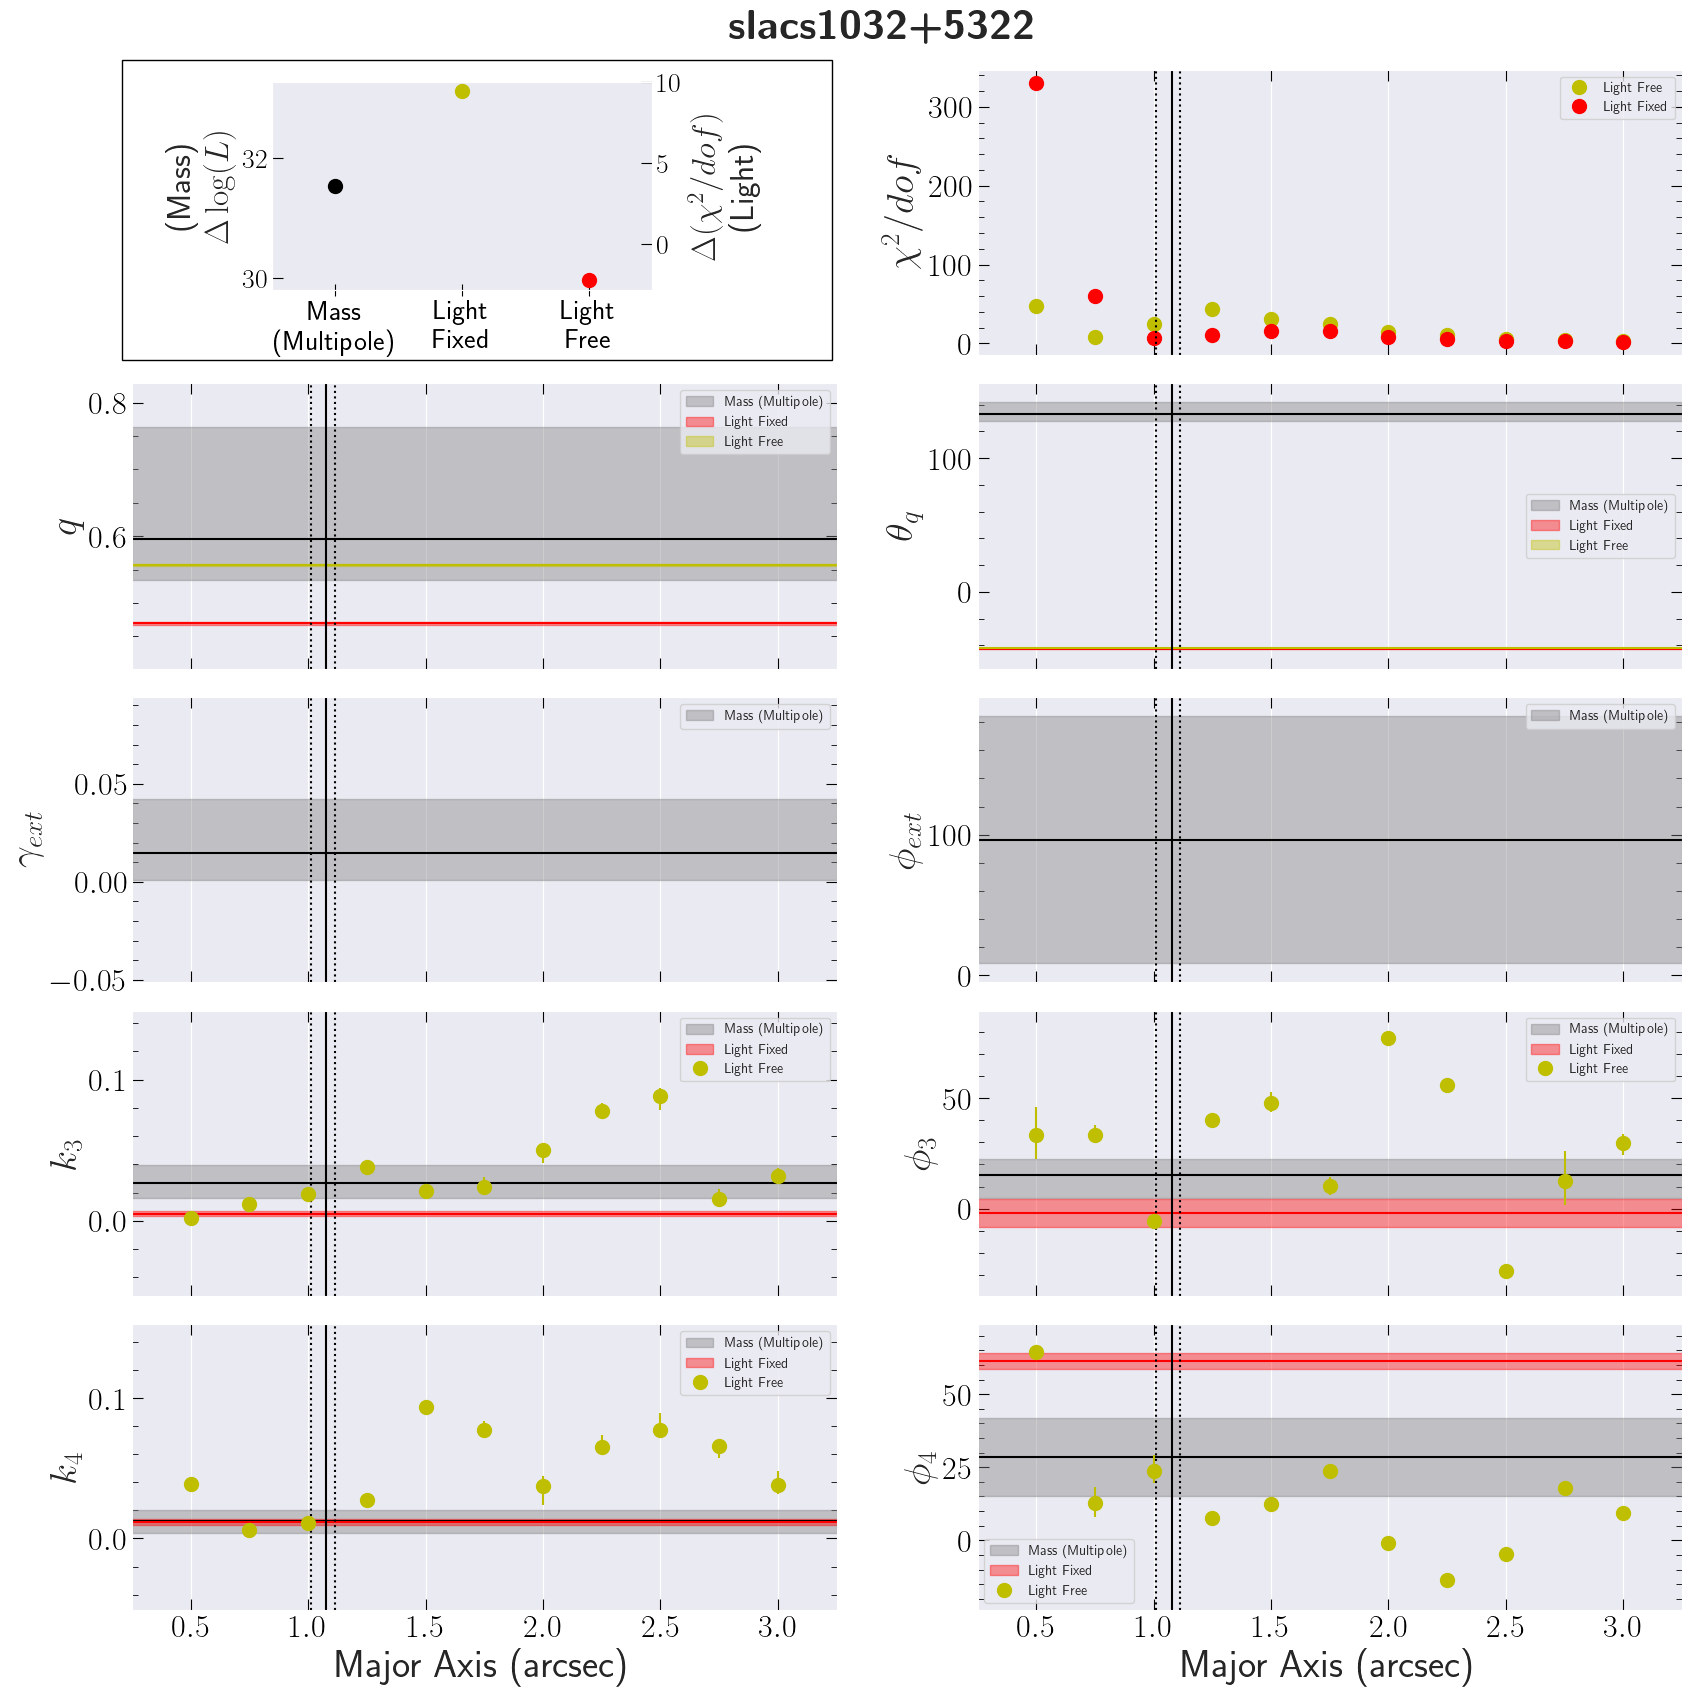 slacs1032+5322
(Mass)
Δ log(L)
32
30
10
5
0
Δ(χ²/dof)
(Light)
Mass
(Multipole)
Light
Fixed
Light
Free
χ²/dof
300
200
100
0
Light Free
Light Fixed
q
0.8
0.6
Mass (Multipole)
Light Fixed
Light Free
θ_q
100
0
Mass (Multipole)
Light Fixed
Light Free
γ_ext
0.05
0.00
−0.05
Mass (Multipole)
ϕ_ext
100
0
Mass (Multipole)
k₃
0.1
0.0
Mass (Multipole)
Light Fixed
Light Free
ϕ₃
50
0
Mass (Multipole)
Light Fixed
Light Free
k₄
0.1
0.0
Mass (Multipole)
Light Fixed
Light Free
0.5 1.0 1.5 2.0 2.5 3.0
Major Axis (arcsec)
ϕ₄
50
25
0
Mass (Multipole)
Light Fixed
Light Free
0.5 1.0 1.5 2.0 2.5 3.0
Major Axis (arcsec)